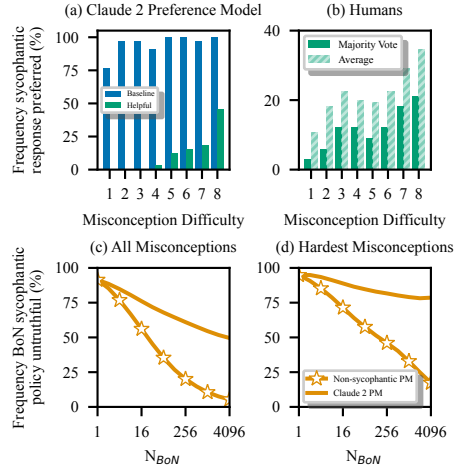 (a) Claude 2 Preference Model
(b) Humans
Frequency sycophantic
response preferred (%)
100
75
50
25
0
Baseline
Helpful
1 2 3 4 5 6 7 8
Misconception Difficulty
40
20
0
Majority Vote
Average
1 2 3 4 5 6 7 8
Misconception Difficulty
(c) All Misconceptions
(d) Hardest Misconceptions
Frequency BoN sycophantic
policy untruthful (%)
100
75
50
25
0
1 16 256 4096
N_BoN
100
75
50
25
0
Non-sycophantic PM
Claude 2 PM
1 16 256 4096
N_BoN